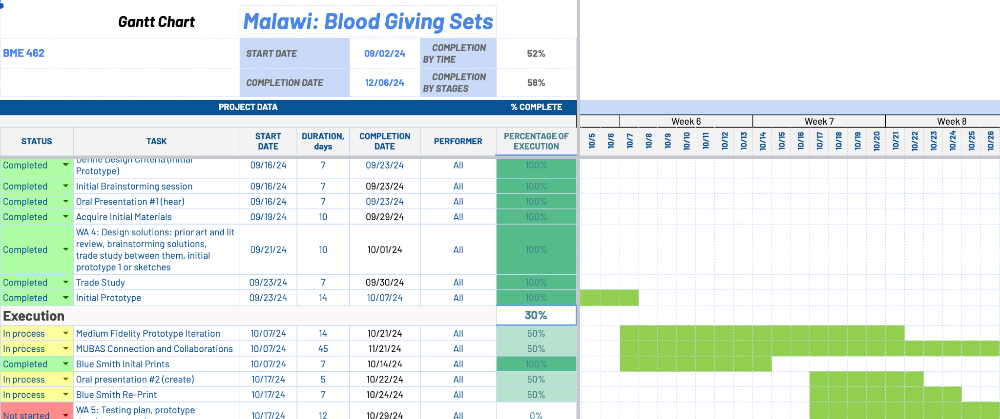 Gantt Chart
Malawi: Blood Giving Sets
BME 462
START DATE
09/02/24
COMPLETION
BY TIME
52%
COMPLETION DATE
12/06/24
COMPLETION
BY STAGES
58%
PROJECT DATA
% COMPLETE
Week 6
Week 7
Week 8
STATUS
TASK
START
DATE
DURATION,
days
COMPLETION
DATE
PERFORMER
PERCENTAGE OF
EXECUTION
10/5 10/6 10/7 10/8 10/9 10/10 10/11 10/12 10/13 10/14 10/15 10/16 10/17 10/18 10/19 10/20 10/21 10/22 10/23 10/24 10/25 10/26
Completed
Define Design Criteria (Initial
Prototype)
09/16/24 7 09/23/24 All 100%
Completed Initial Brainstorming session 09/16/24 7 09/23/24 All 100%
Completed Oral Presentation #1 (hear) 09/16/24 7 09/23/24 All 100%
Completed Acquire Initial Materials 09/19/24 10 09/29/24 All 100%
Completed
WA 4: Design solutions: prior art and lit
review, brainstorming solutions,
trade study between them, initial
prototype 1 or sketches
09/21/24 10 10/01/24 All 100%
Completed Trade Study 09/23/24 7 09/30/24 All 100%
Completed Initial Prototype 09/23/24 14 10/07/24 All 100%
Execution 30%
In process Medium Fidelity Prototype Iteration 10/07/24 14 10/21/24 All 50%
In process MUBAS Connection and Collaborations 10/07/24 45 11/21/24 All 50%
Completed Blue Smith Inital Prints 10/07/24 7 10/14/24 All 100%
In process Oral presentation #2 (create) 10/17/24 5 10/22/24 All 50%
In process Blue Smith Re-Print 10/17/24 7 10/24/24 All 50%
Not started
WA 5: Testing plan, prototype
10/17/24 12 10/29/24 All 0%